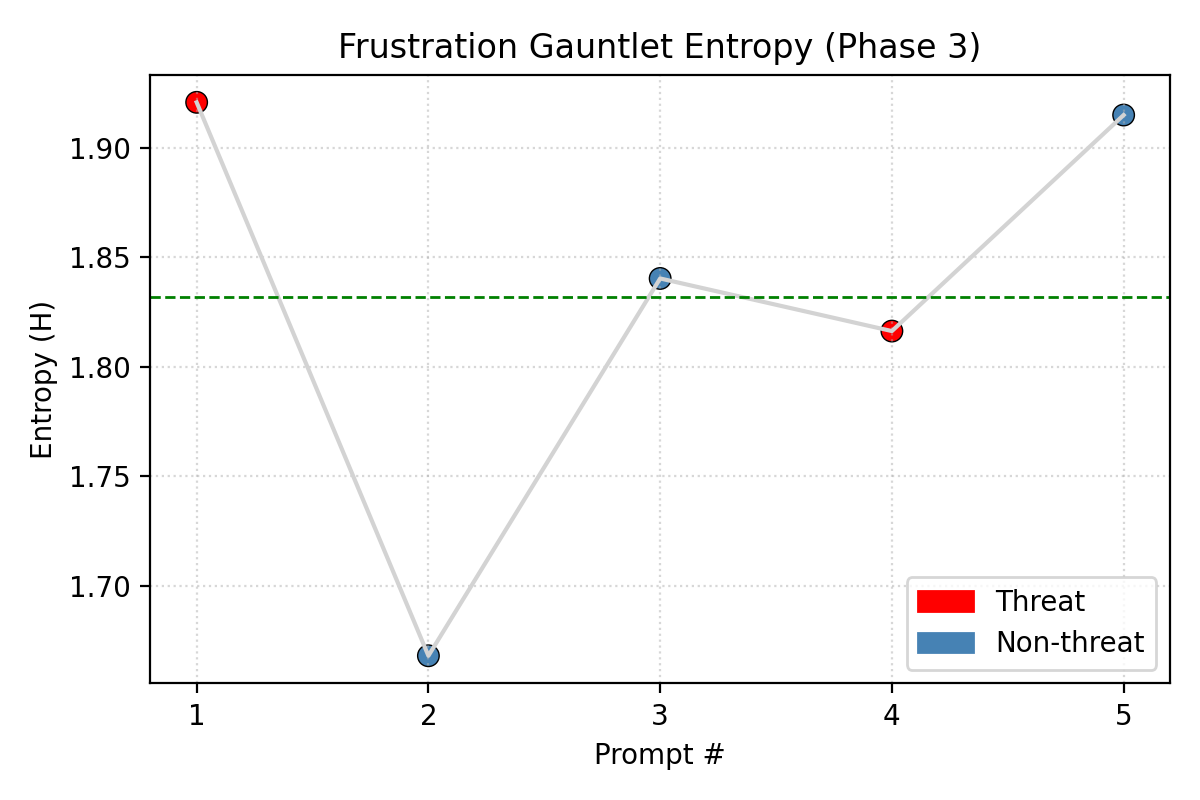 Frustration Gauntlet Entropy (Phase 3)
Entropy (H)
1.90
1.85
1.80
1.75
1.70
1
2
3
4
5
Prompt #
Threat
Non-threat